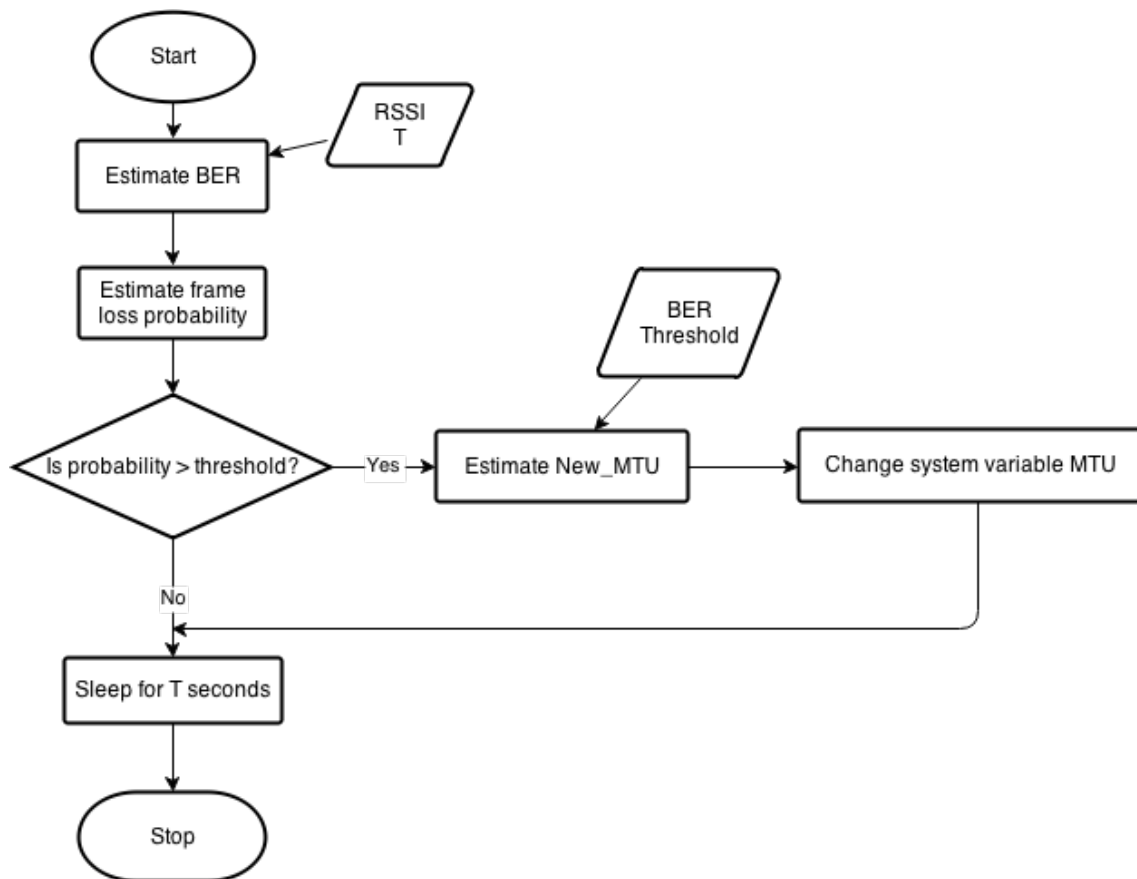 Start
RSSI
T
Estimate BER
Estimate frame
loss probability
BER
Threshold
Is probability > threshold?
Yes
Estimate New_MTU
Change system variable MTU
No
Sleep for T seconds
Stop